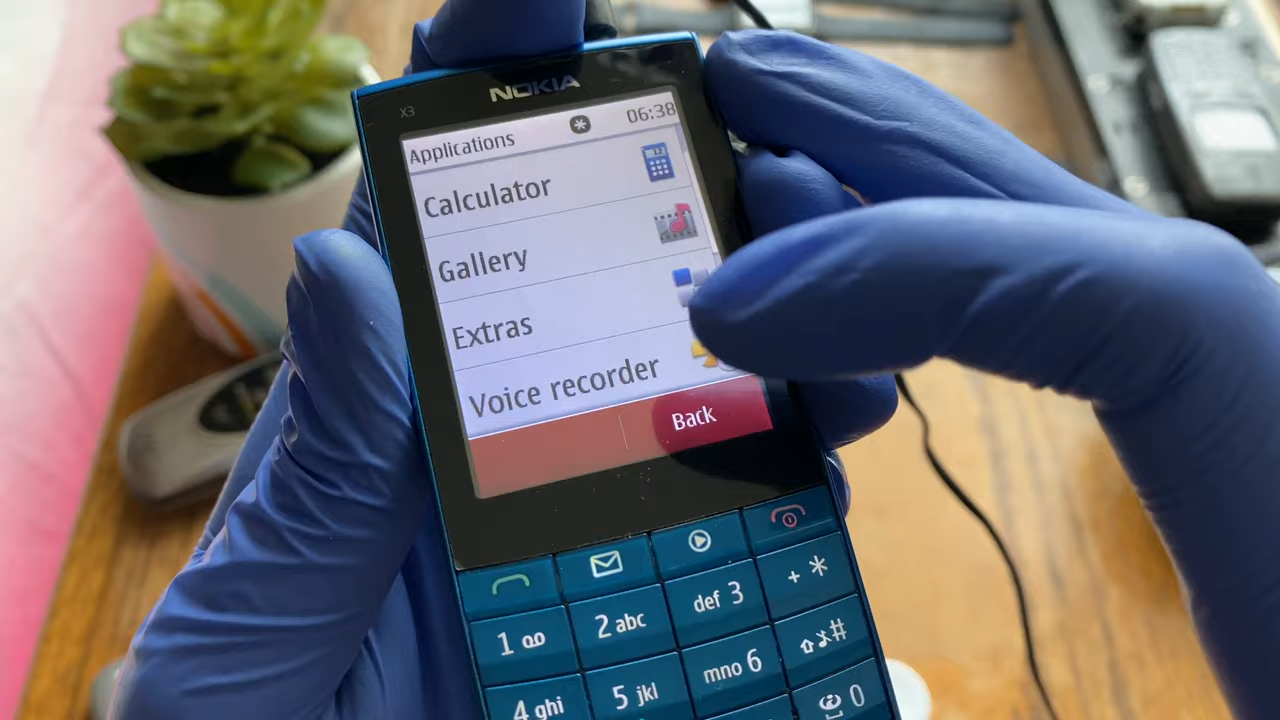 NOKIA
X3
06:38
Applications
Calculator
Gallery
Extras
Voice recorder
Back
1
2 abc
def 3
+ *
#
4 ghi
5 jkl
mno 6
0